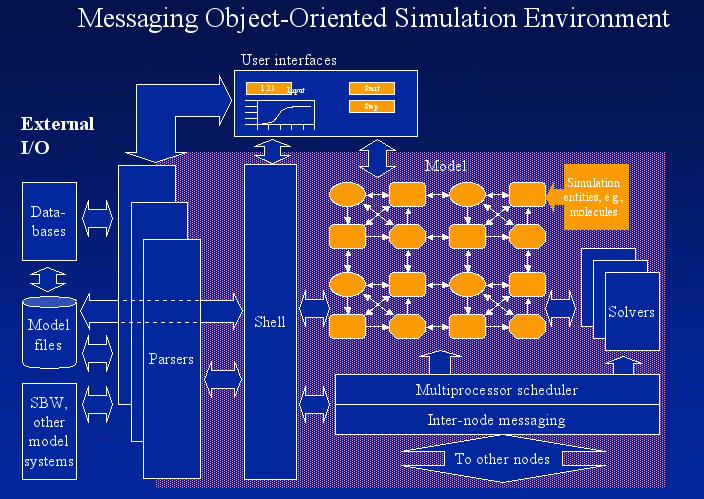 Messaging Object-Oriented Simulation Environment
User interfaces
1.23
Input
Start
Stop
External
I/O
Model
Simulation
entities, e.g.,
molecules
Data-
bases
Model
files
SBW,
other
model
systems
Parsers
Shell
Solvers
Multiprocessor scheduler
Inter-node messaging
To other nodes